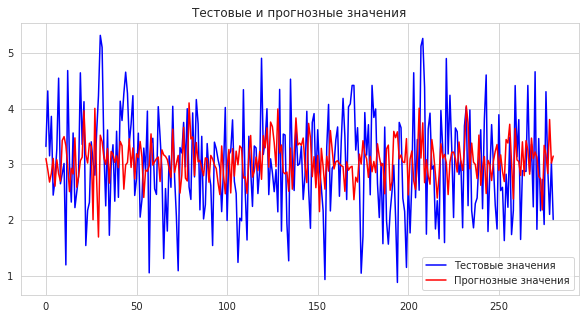 Тестовые и прогнозные значения
5
4
3
2
1
0 50 100 150 200 250
Тестовые значения
Прогнозные значения